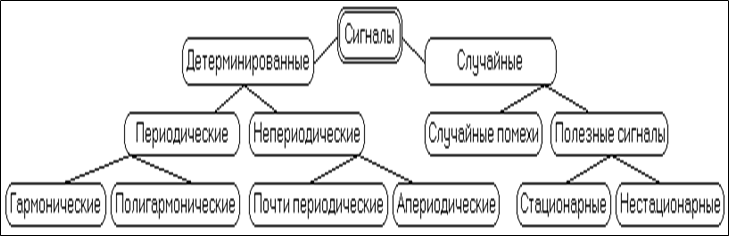 Сигналы
Детерминированные
Случайные
Периодические
Непериодические
Случайные помехи
Полезные сигналы
Гармонические
Полигармонические
Почти периодические
Апериодические
Стационарные
Нестационарные